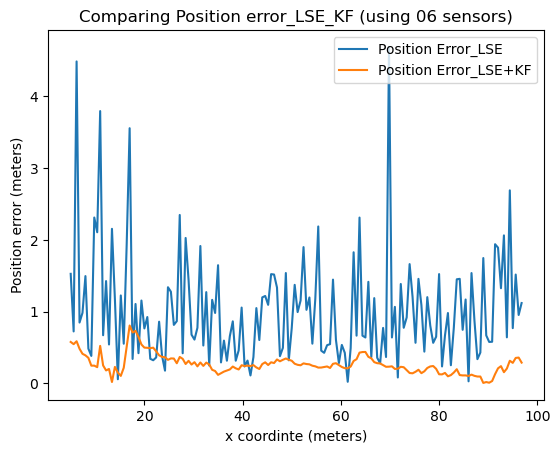 Comparing Position error_LSE_KF (using 06 sensors)
Position Error_LSE
Position Error_LSE+KF
Position error (meters)
4
3
2
1
0
20
40
60
80
100
x coordinte (meters)